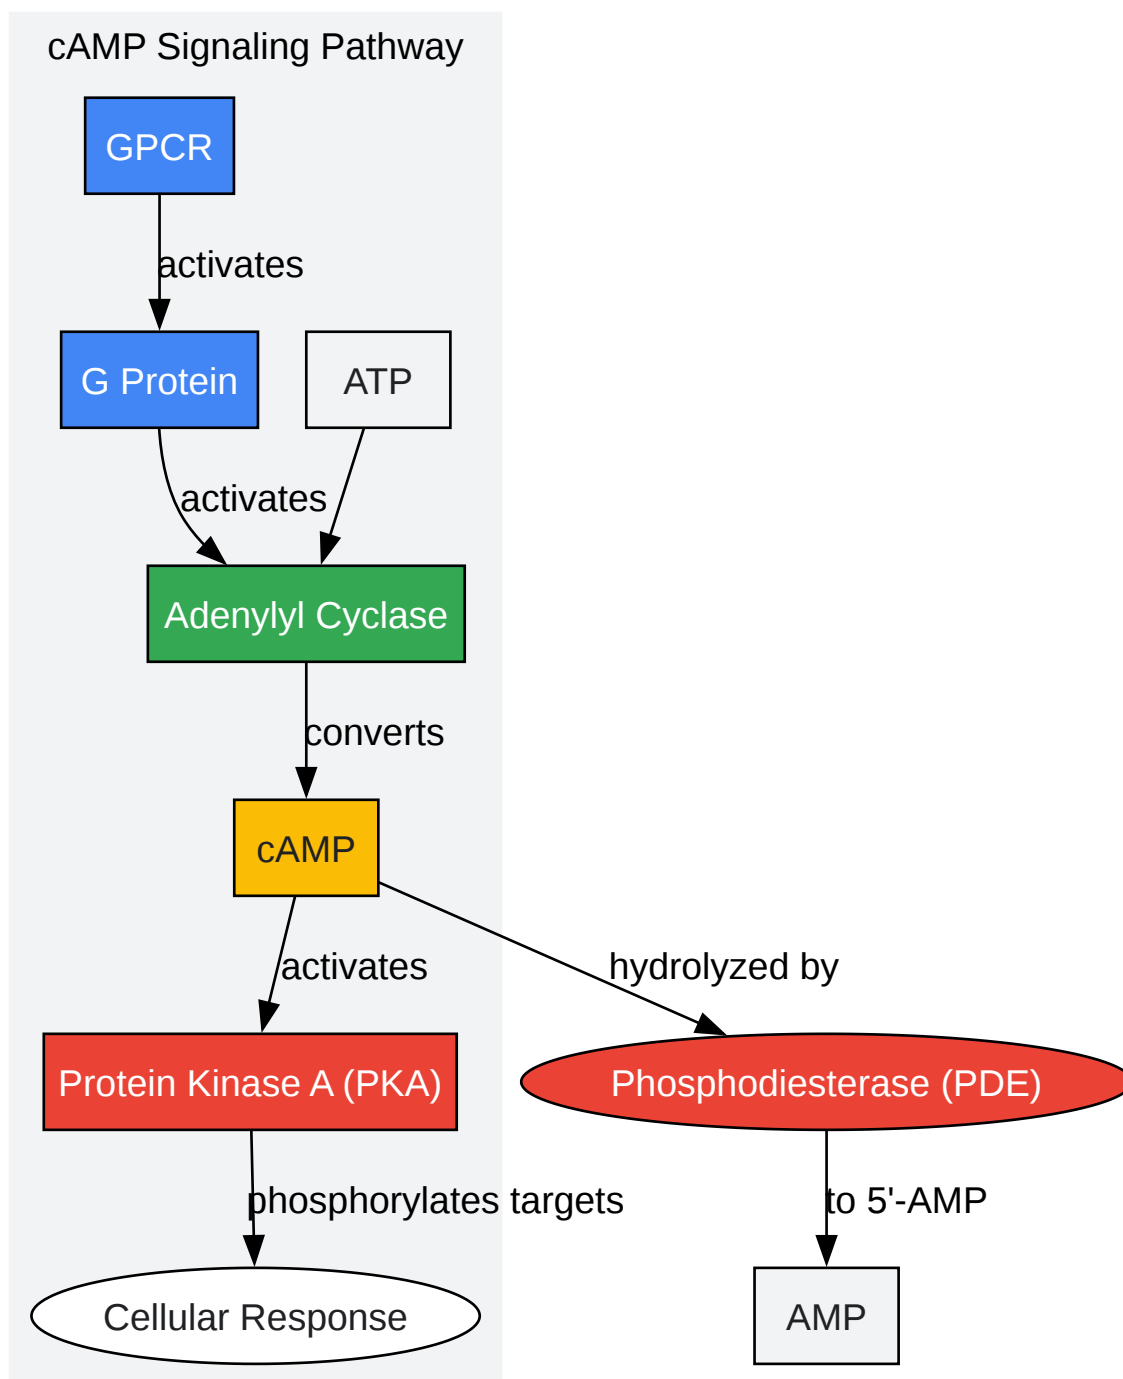 cAMP Signaling Pathway
GPCR
activates
G Protein
ATP
activates
Adenylyl Cyclase
converts
cAMP
activates
hydrolyzed by
Protein Kinase A (PKA)
Phosphodiesterase (PDE)
phosphorylates targets
to 5'-AMP
Cellular Response
AMP